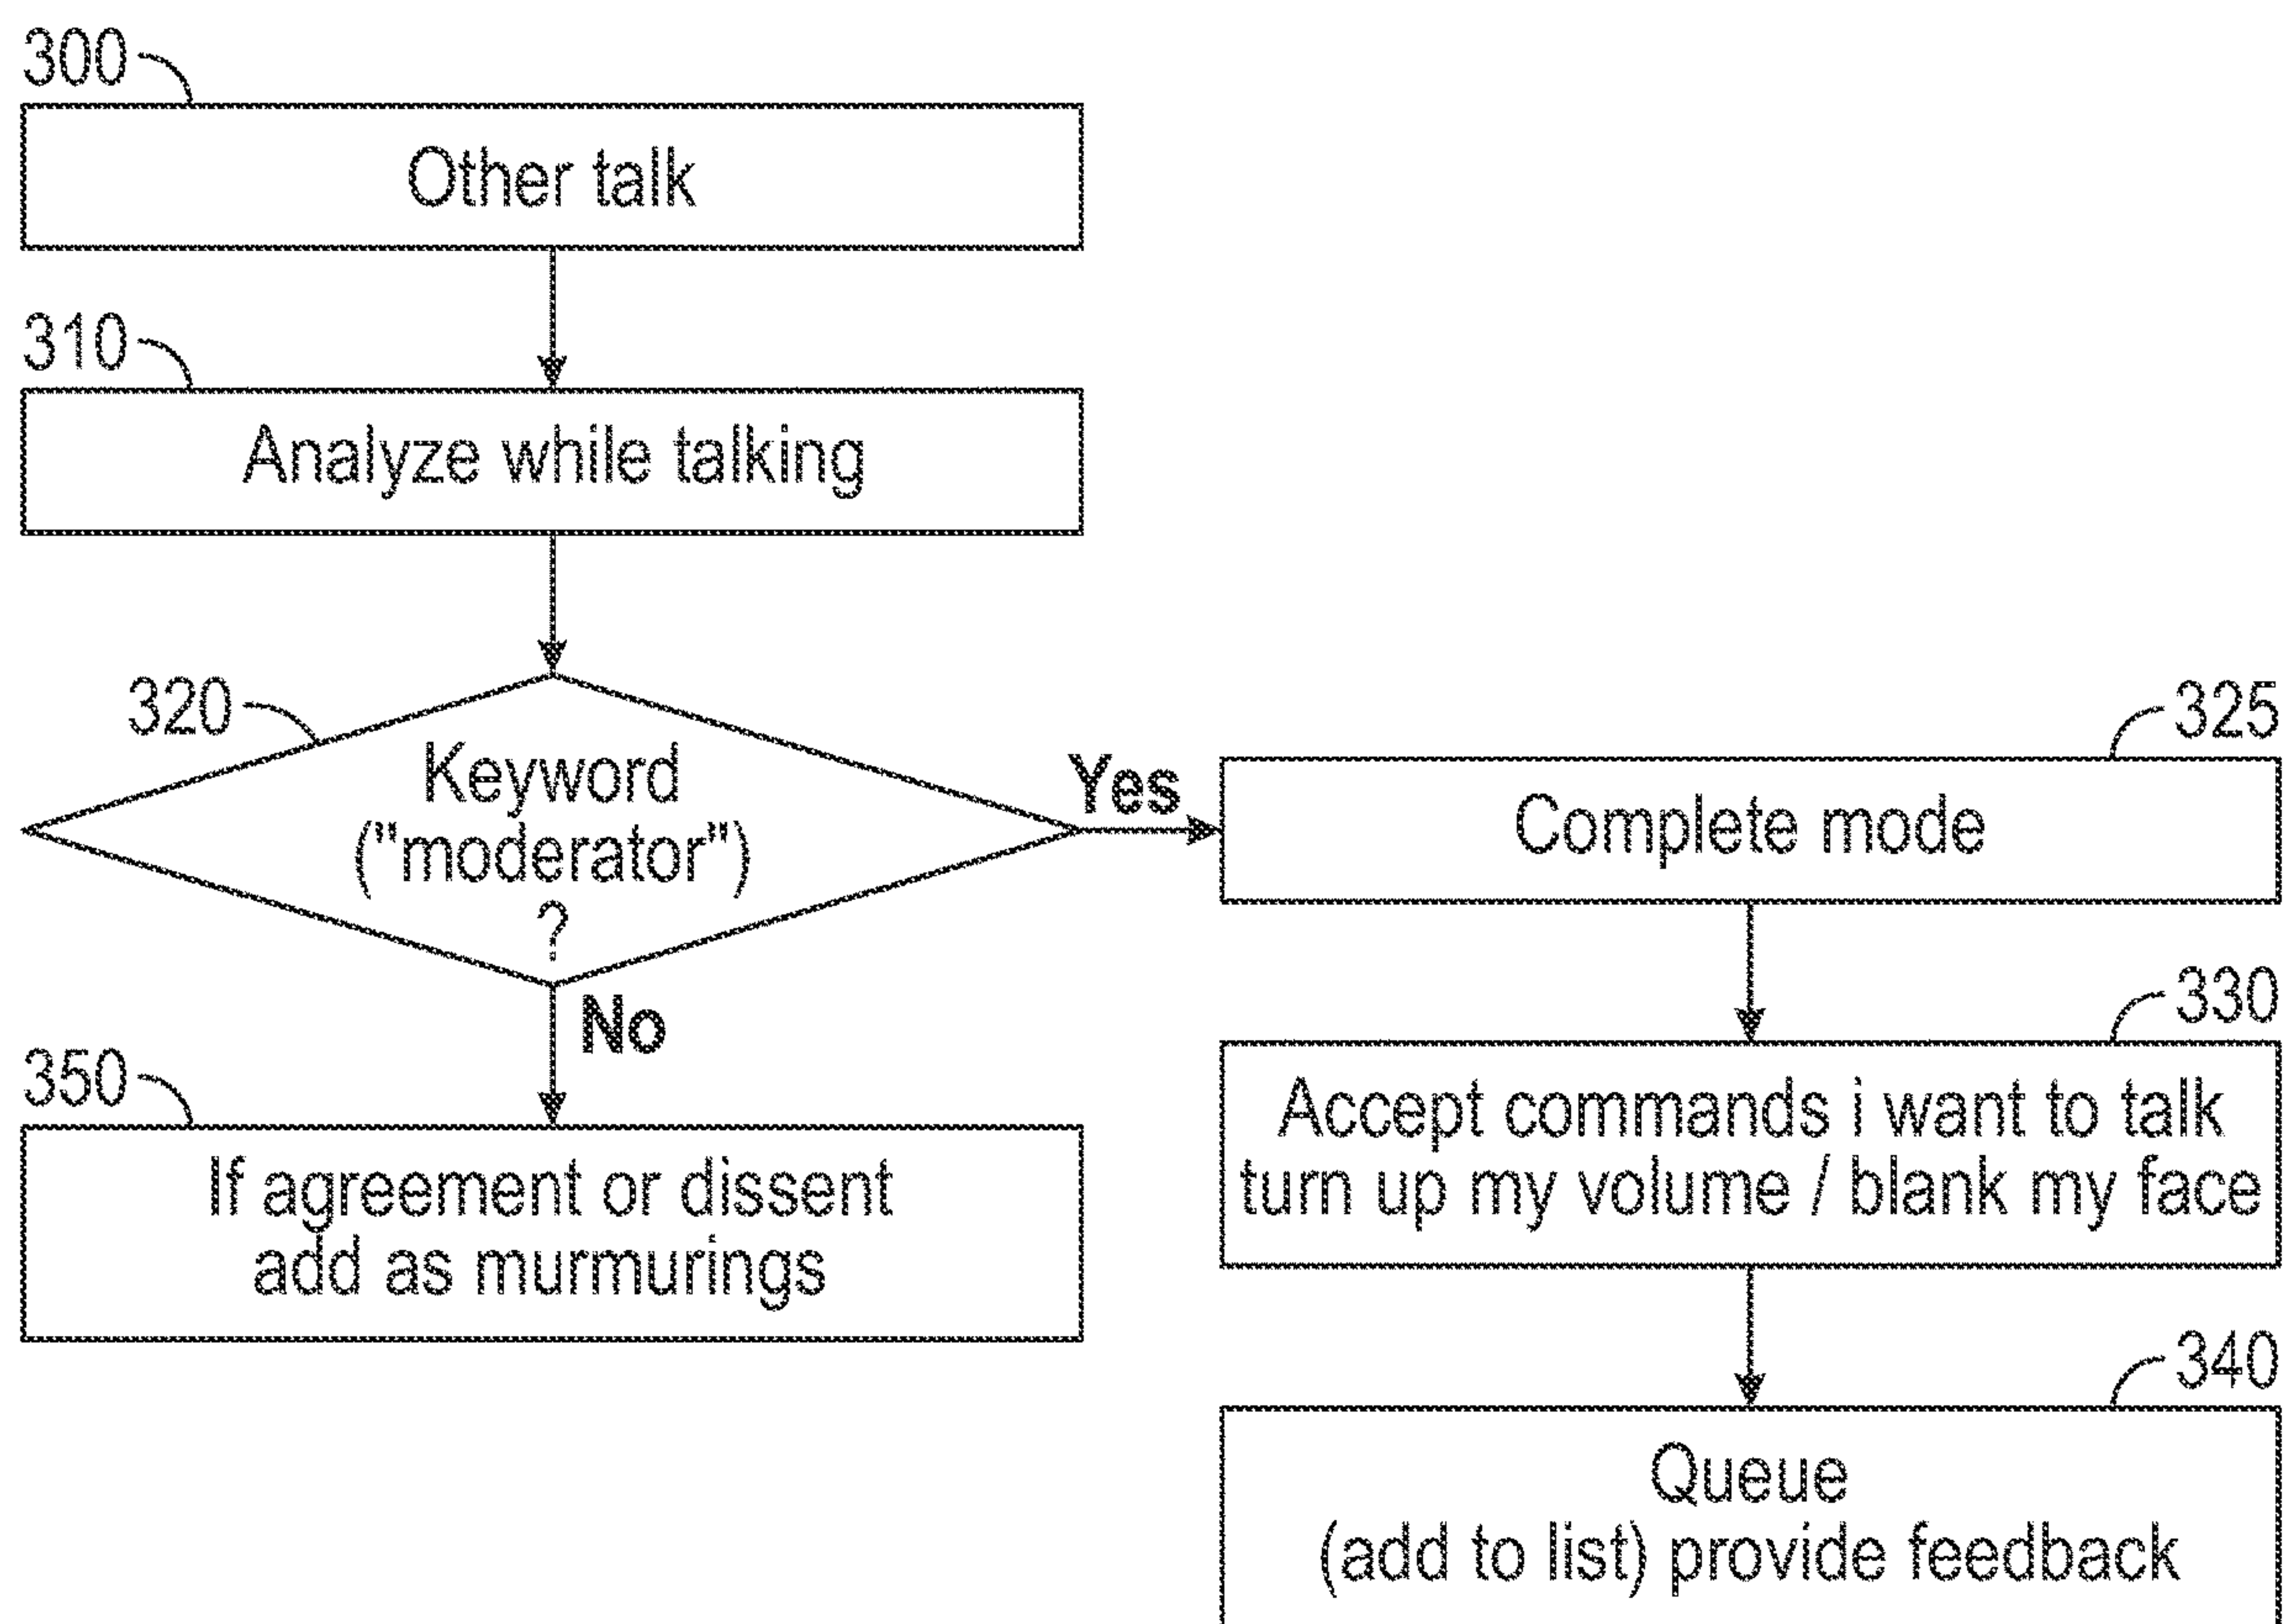 300
Other talk
310
Analyze while talking
320
Keyword
("moderator")
?
Yes
No
325
Complete mode
330
Accept commands i want to talk
turn up my volume / blank my face
340
Queue
(add to list) provide feedback
350
If agreement or dissent
add as murmurings